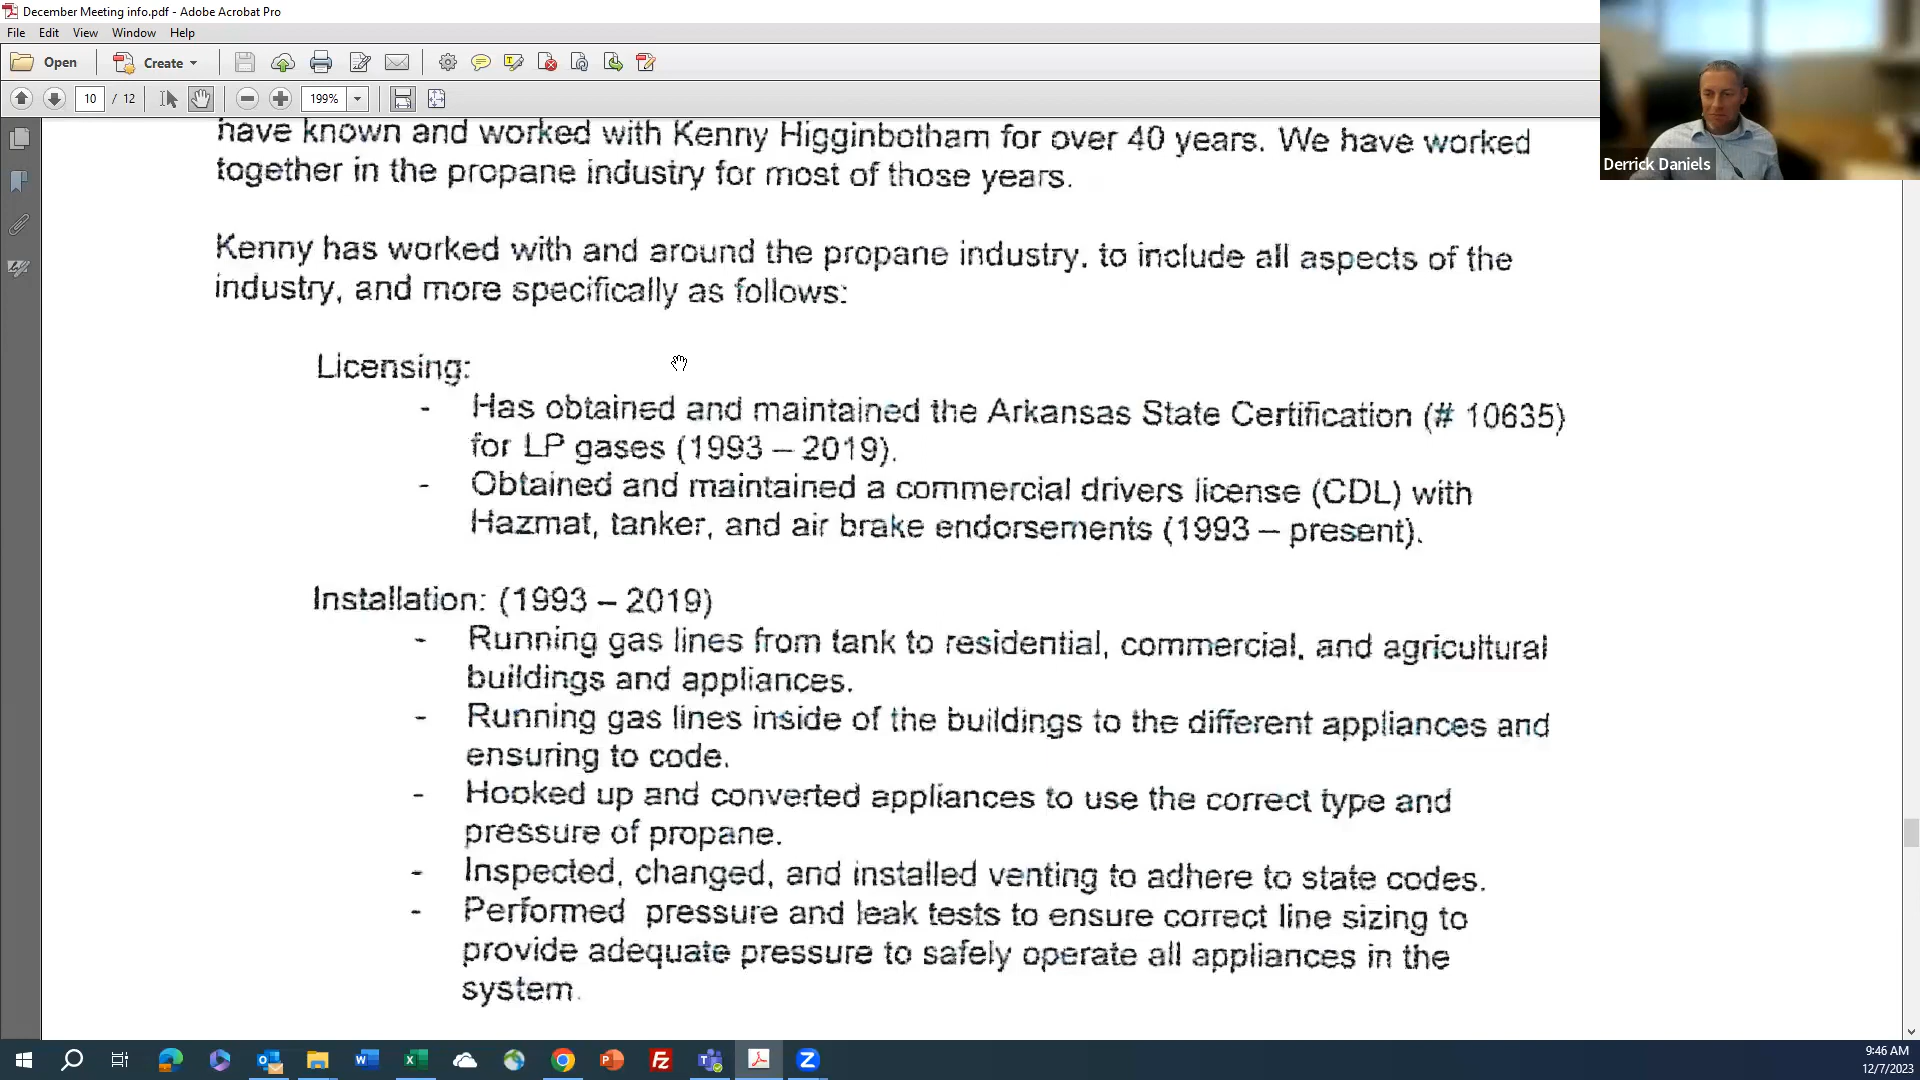 December Meeting info.pdf - Adobe Acrobat Pro
File Edit View Window Help
Open Create
10 / 12 199%
Derrick Daniels
have known and worked with Kenny Higginbotham for over 40 years. We have worked
together in the propane industry for most of those years.
Kenny has worked with and around the propane industry, to include all aspects of the
industry, and more specifically as follows:
Licensing:
- Has obtained and maintained the Arkansas State Certification (# 10635)
for LP gases (1993 – 2019).
- Obtained and maintained a commercial drivers license (CDL) with
Hazmat, tanker, and air brake endorsements (1993 – present).
Installation: (1993 – 2019)
- Running gas lines from tank to residential, commercial, and agricultural
buildings and appliances.
- Running gas lines inside of the buildings to the different appliances and
ensuring to code.
- Hooked up and converted appliances to use the correct type and
pressure of propane.
- Inspected, changed, and installed venting to adhere to state codes.
- Performed pressure and leak tests to ensure correct line sizing to
provide adequate pressure to safely operate all appliances in the
system.
9:46 AM
12/7/2023